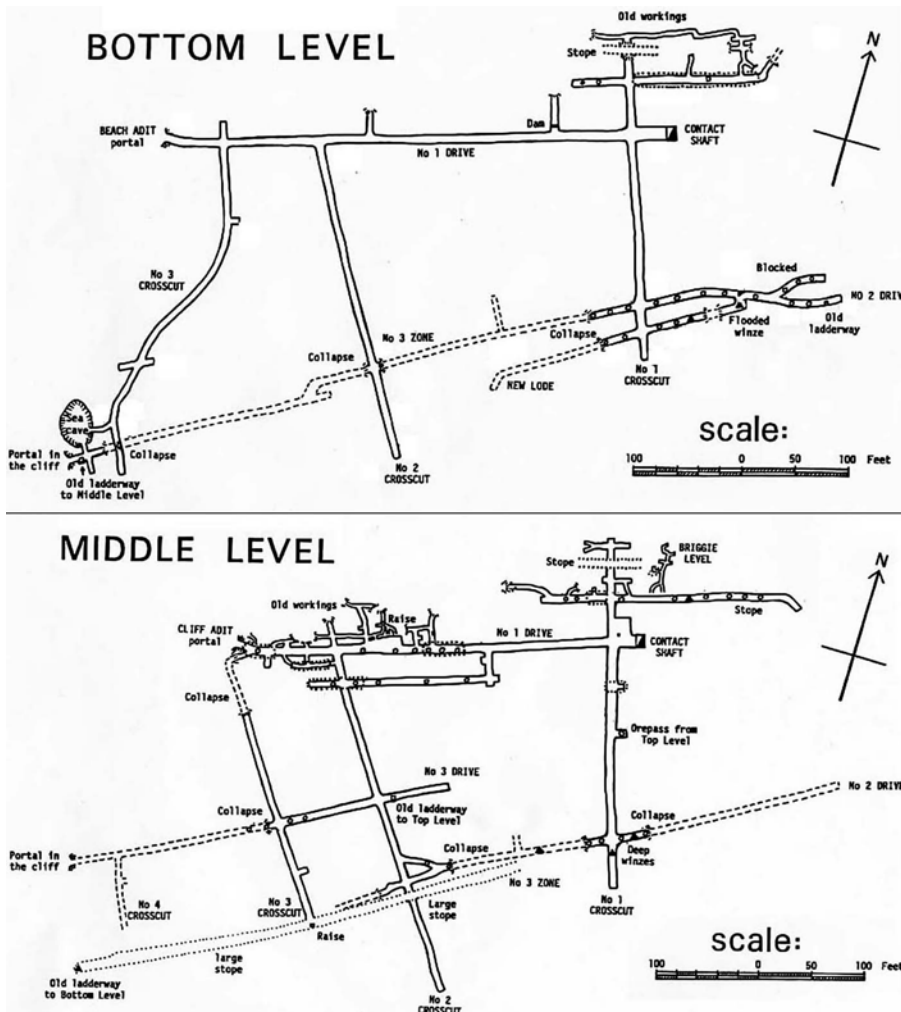 BOTTOM LEVEL
Old workings
Stope
N
BEACH ADIT
portal
Dam
CONTACT
SHAFT
No 1 DRIVE
No 3
CROSSCUT
Blocked
No 2 DRIV
Old
ladderway
Flooded
winze
No 3 ZONE
Collapse
Collapse
No 1
CROSSCUT
NEW LODE
Sea
cave
Portal in
the cliff
Collapse
Old ladderway
to Middle Level
No 2
CROSSCUT
scale:
100 0 100 Feet
MIDDLE LEVEL
Stope
BRIGGIE
LEVEL
N
Old workings
Raise
Stope
CLIFF ADIT
portal
No 1 DRIVE
CONTACT
SHAFT
Collapse
Orepass from
Top Level
No 3 DRIVE
No 2 DRIV
Collapse
Old ladderway
to Top Level
Collapse
Collapse
Portal in
the cliff
Deep
winzes
No 3 ZONE
No 4
CROSSCUT
No 3
CROSSCUT
Large
stope
No 1
CROSSCUT
Raise
large
stope
Old ladderway
to Bottom Level
No 2
CROSSCUT
scale:
100 0 100 Feet